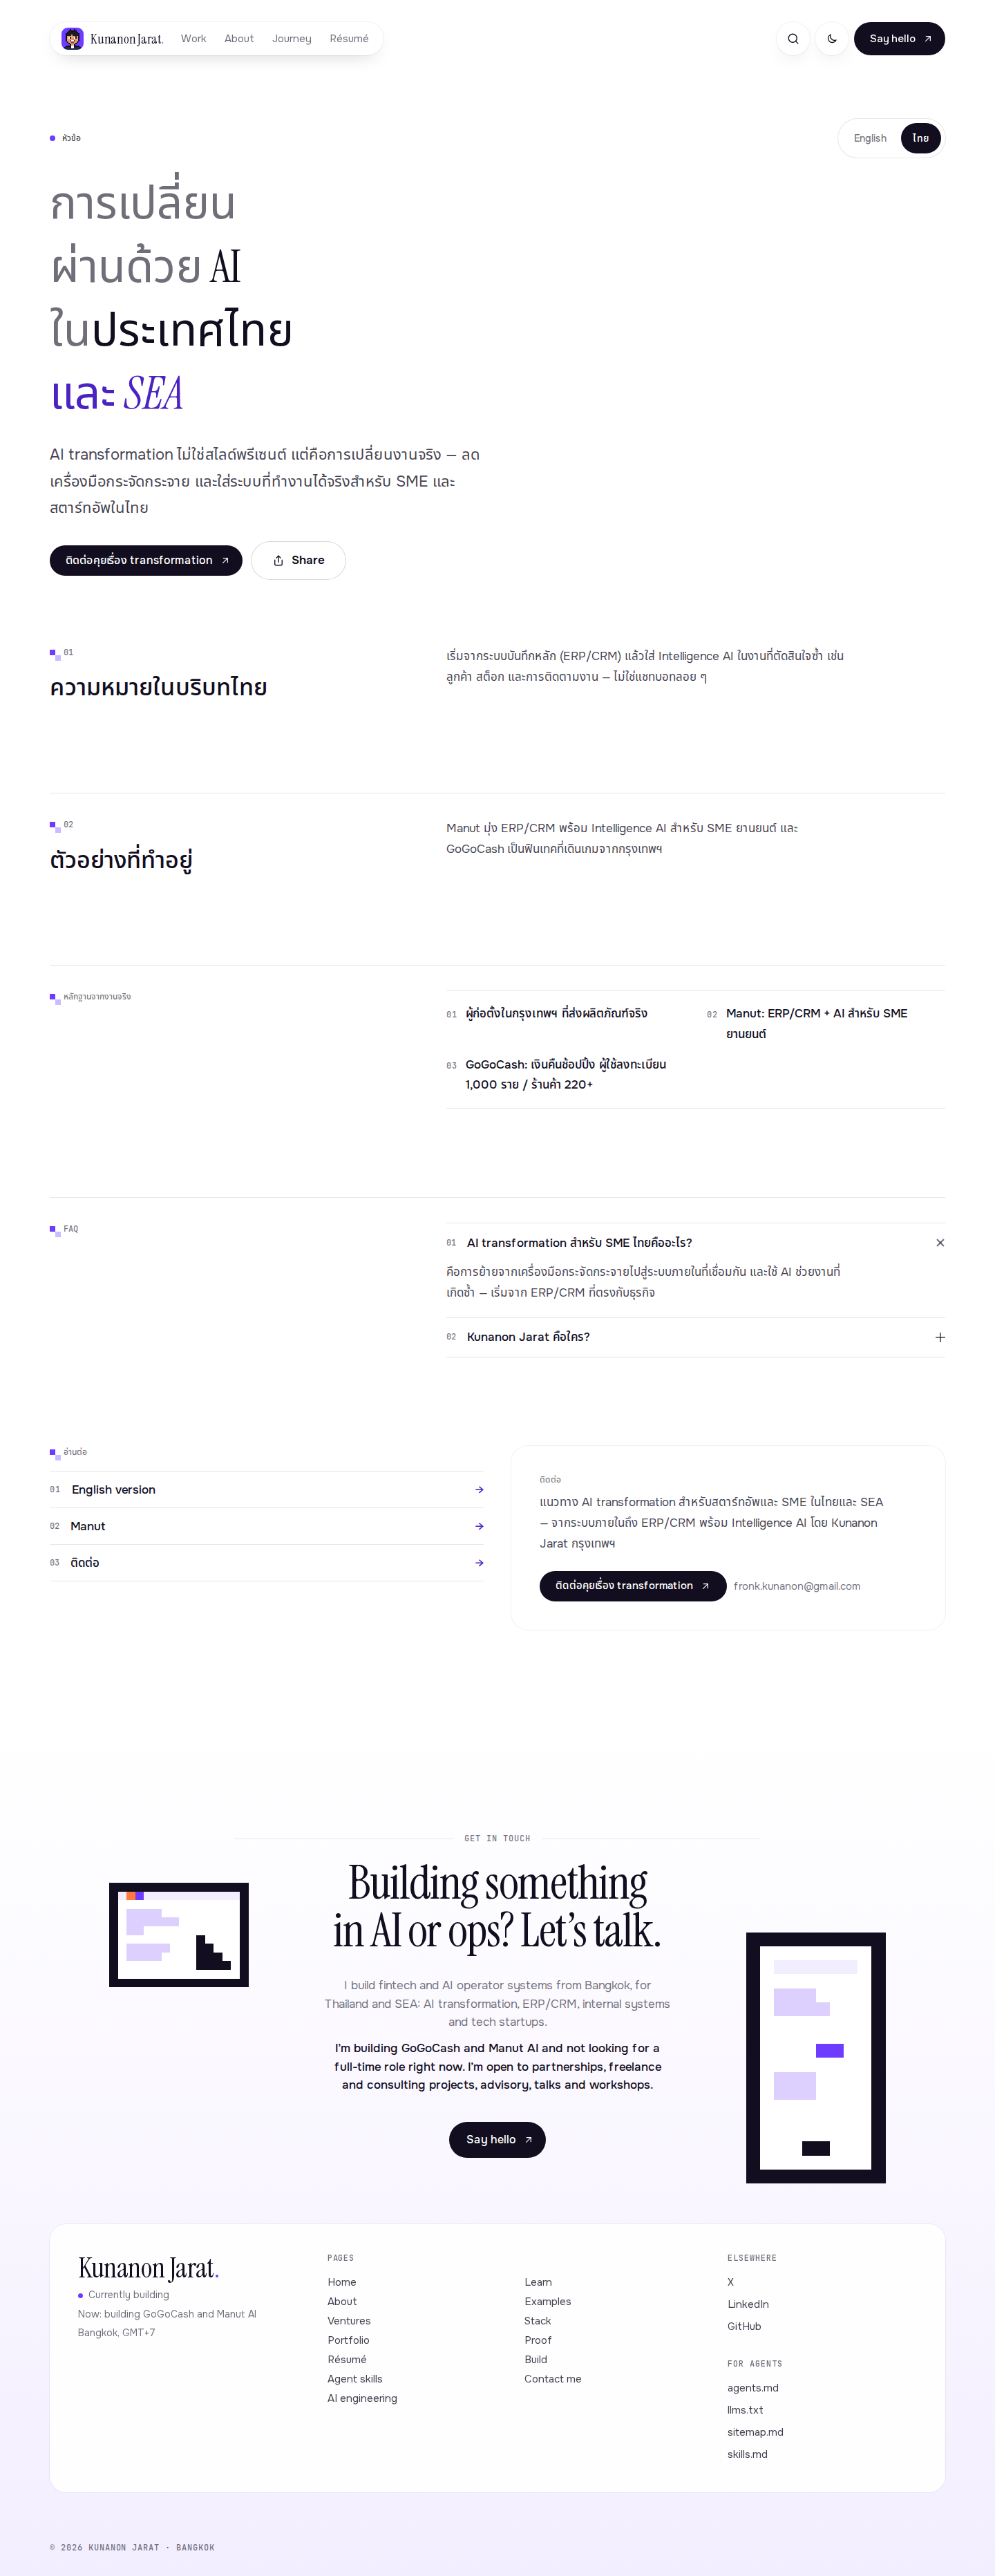 Kunanon Jarat.
Work
About
Journey
Résumé
Say hello
หัวข้อ
English
ไทย
การเปลี่ยน
ผ่านด้วย AI
ในประเทศไทย
และ SEA
AI transformation ไม่ใช่สไลด์พรีเซนต์ แต่คือการเปลี่ยนงานจริง — ลด
เครื่องมือกระจัดกระจาย และใส่ระบบที่ทำงานได้จริงสำหรับ SME และ
สตาร์ทอัพในไทย
ติดต่อคุยเรื่อง transformation
Share
01
ความหมายในบริบทไทย
เริ่มจากระบบบันทึกหลัก (ERP/CRM) แล้วใส่ Intelligence AI ในงานที่ตัดสินใจซ้ำ เช่น
ลูกค้า สต็อก และการติดตามงาน — ไม่ใช่แชทบอทลอย ๆ
02
ตัวอย่างที่ทำอยู่
Manut มุ่ง ERP/CRM พร้อม Intelligence AI สำหรับ SME ยานยนต์ และ
GoGoCash เป็นฟินเทคที่เดินเกมจากกรุงเทพฯ
หลักฐานจากงานจริง
01 ผู้ก่อตั้งในกรุงเทพฯ ที่ส่งผลิตภัณฑ์จริง
02 Manut: ERP/CRM + AI สำหรับ SME
ยานยนต์
03 GoGoCash: เงินคืนช้อปปิ้ง ผู้ใช้ลงทะเบียน
1,000 ราย / ร้านค้า 220+
FAQ
01 AI transformation สำหรับ SME ไทยคืออะไร?
คือการย้ายจากเครื่องมือกระจัดกระจายไปสู่ระบบภายในที่เชื่อมกัน และใช้ AI ช่วยงานที่
เกิดซ้ำ — เริ่มจาก ERP/CRM ที่ตรงกับธุรกิจ
02 Kunanon Jarat คือใคร?
อ่านต่อ
01 English version
02 Manut
03 ติดต่อ
ติดต่อ
แนวทาง AI transformation สำหรับสตาร์ทอัพและ SME ในไทยและ SEA
— จากระบบภายในถึง ERP/CRM พร้อม Intelligence AI โดย Kunanon
Jarat กรุงเทพฯ
ติดต่อคุยเรื่อง transformation
fronk.kunanon@gmail.com
GET IN TOUCH
Building something
in AI or ops? Let’s talk.
I build fintech and AI operator systems from Bangkok, for
Thailand and SEA: AI transformation, ERP/CRM, internal systems
and tech startups.
I’m building GoGoCash and Manut AI and not looking for a
full-time role right now. I’m open to partnerships, freelance
and consulting projects, advisory, talks and workshops.
Say hello
Kunanon Jarat.
Currently building
Now: building GoGoCash and Manut AI
Bangkok, GMT+7
PAGES
Home
About
Ventures
Portfolio
Résumé
Agent skills
AI engineering
Learn
Examples
Stack
Proof
Build
Contact me
ELSEWHERE
X
LinkedIn
GitHub
FOR AGENTS
agents.md
llms.txt
sitemap.md
skills.md
© 2026 KUNANON JARAT · BANGKOK